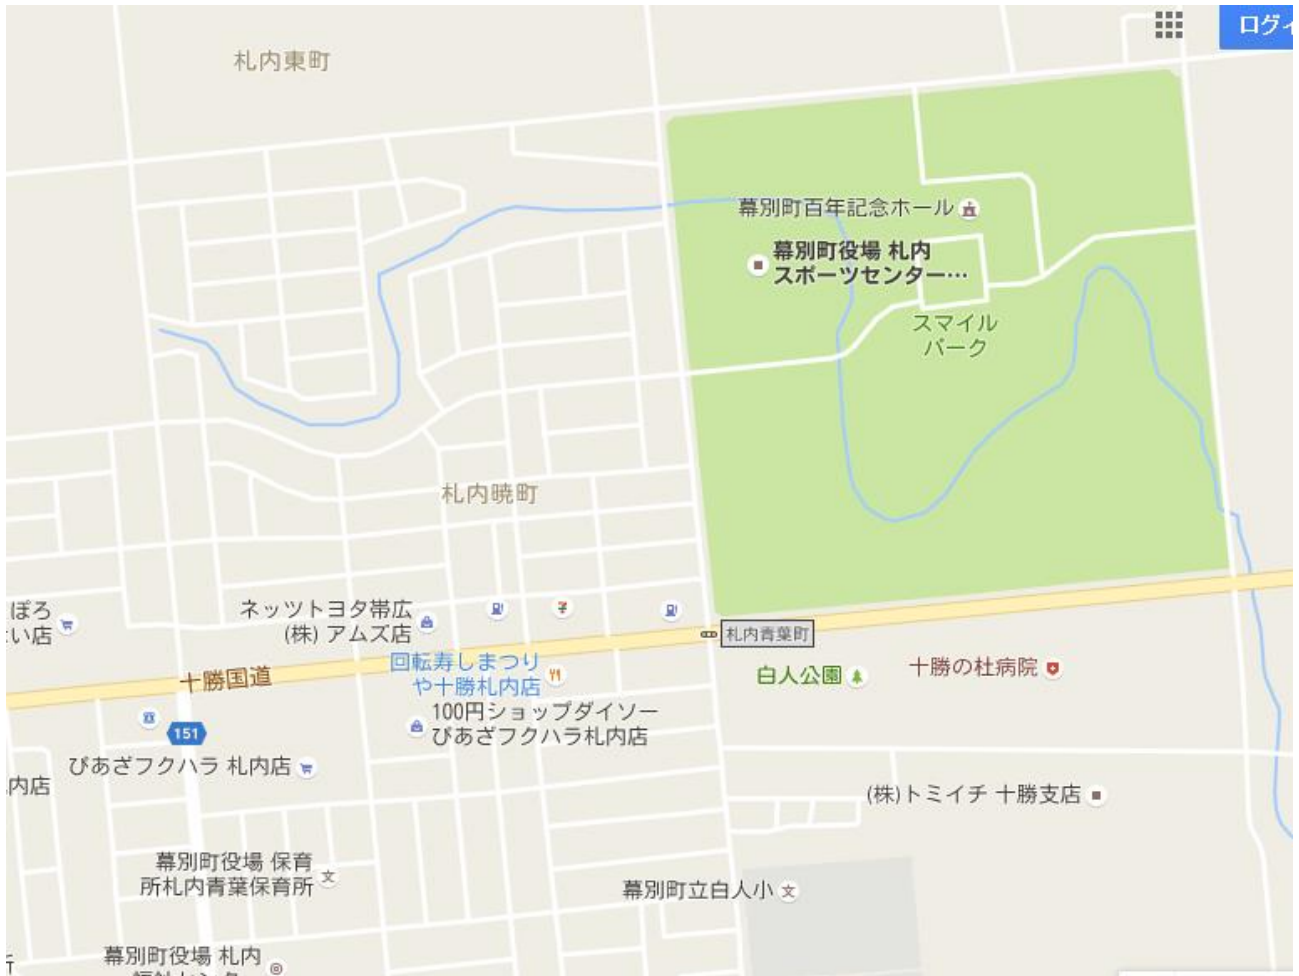 ログイ
札内東町
幕別町百年記念ホール
幕別町役場 札内
スポーツセンター…
スマイル
パーク
札内暁町
ぽろ
い店
ネッツトヨタ帯広
(株) アムズ店
札内青葉町
回転寿しまつり
や十勝札内店
白人公園
十勝の杜病院
十勝国道
100円ショップダイソー
ぴあざフクハラ札内店
151
ぴあざフクハラ 札内店
内店
(株)トミイチ 十勝支店
幕別町役場 保育
所札内青葉保育所
幕別町立白人小
幕別町役場 札内